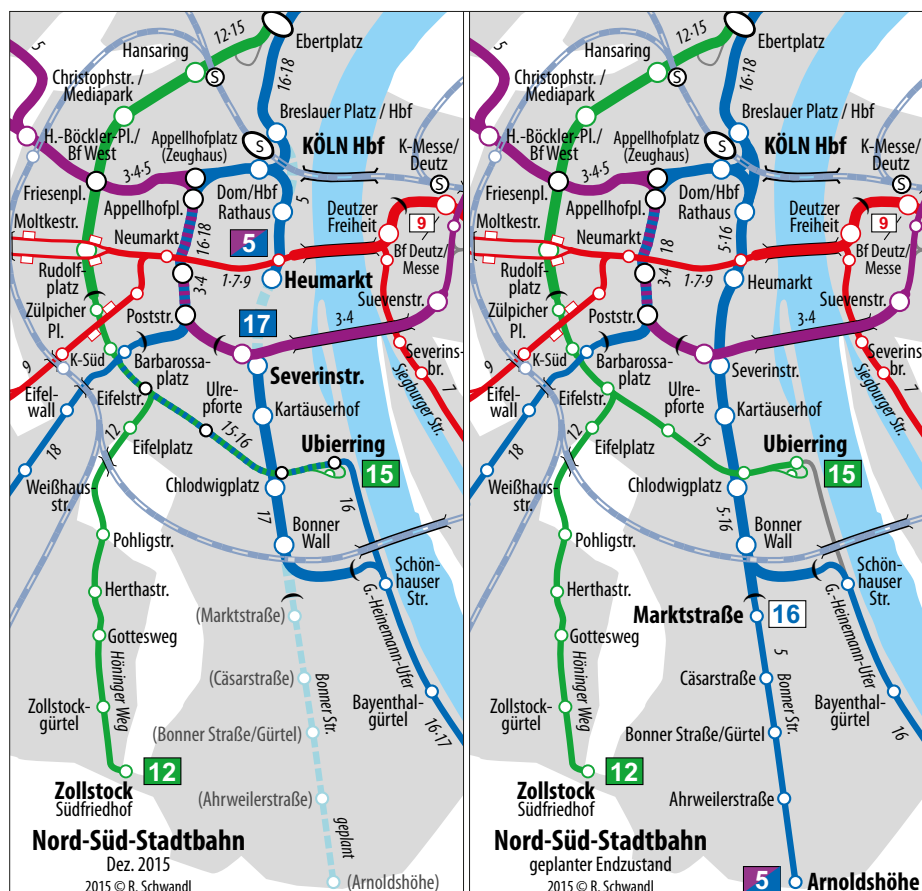 5
12·15
Hansaring
S
Ebertplatz
16·18
Christophstr. /
Mediapark
Breslauer Platz / Hbf
H.-Böckler-Pl./
Bf West
Appellhofplatz
(Zeughaus)
S
KÖLN Hbf
K-Messe/
Deutz
S
3·4·5
Friesenpl.
Appellhofpl.
Dom/Hbf
Rathaus
5
Deutzer
Freiheit
9
Moltkestr.
Neumarkt
16·18
5
Bf Deutz/
Messe
Rudolf-
platz
3·4
1·7·9
Heumarkt
Suevenstr.
Zülpicher
Pl.
Poststr.
17
3·4
9
K-Süd
Barbarossa-
platz
Severinstr.
Severins-
br.
Eifel-
wall
Eifelstr.
Ulre-
pforte
Kartäuserhof
Siegburger Str.
7
18
12
Eifelplatz
15·16
Ubierring
15
Weißhaus-
str.
Chlodwigplatz
17
16
Pohligstr.
Bonner
Wall
Schön-
hauser
Str.
Herthastr.
(Marktstraße)
G.-Heinemann-Ufer
Gottesweg
Höninger Weg
(Cäsarstraße)
Bonner Str.
Bayenthal-
gürtel
Zollstock-
gürtel
(Bonner Straße/Gürtel)
16·17
12
Zollstock
Südfriedhof
(Ahrweilerstraße)
geplant
Nord-Süd-Stadtbahn
Dez. 2015
2015 © R. Schwandl
(Arnoldshöhe)
5
12·15
Hansaring
S
Ebertplatz
16·18
Christophstr. /
Mediapark
Breslauer Platz / Hbf
H.-Böckler-Pl./
Bf West
Appellhofplatz
(Zeughaus)
S
KÖLN Hbf
K-Messe/
Deutz
S
3·4·5
Friesenpl.
Appellhofpl.
Dom/Hbf
Rathaus
5·16
Deutzer
Freiheit
9
Moltkestr.
Neumarkt
18
Bf Deutz/
Messe
Rudolf-
platz
3·4
1·7·9
Heumarkt
Suevenstr.
Zülpicher
Pl.
Poststr.
3·4
9
K-Süd
Barbarossa-
platz
Severinstr.
Severins-
br.
Eifel-
wall
Eifelstr.
Ulre-
pforte
Kartäuserhof
Siegburger Str.
7
18
12
Eifelplatz
15
Ubierring
15
Weißhaus-
str.
Chlodwigplatz
5·16
Pohligstr.
Bonner
Wall
Schön-
hauser
Str.
Herthastr.
Marktstraße
16
G.-Heinemann-Ufer
Gottesweg
5
Höninger Weg
Cäsarstraße
Bonner Str.
Bayenthal-
gürtel
Zollstock-
gürtel
Bonner Straße/Gürtel
16
12
Zollstock
Südfriedhof
Ahrweilerstraße
Nord-Süd-Stadtbahn
geplanter Endzustand
2015 © R. Schwandl
5
Arnoldshöhe